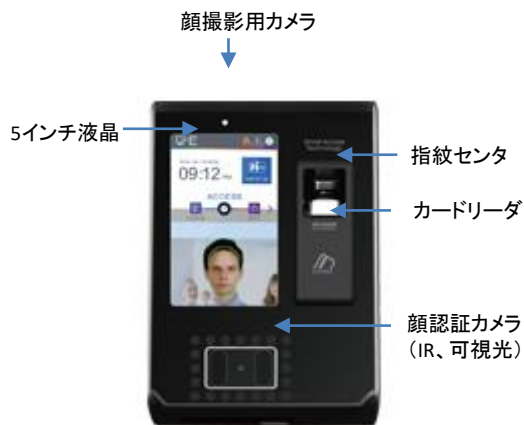 顔撮影用カメラ
5インチ液晶
指紋センタ
カードリーダ
顔認証カメラ
（IR、可視光）
09:12
ACCESS